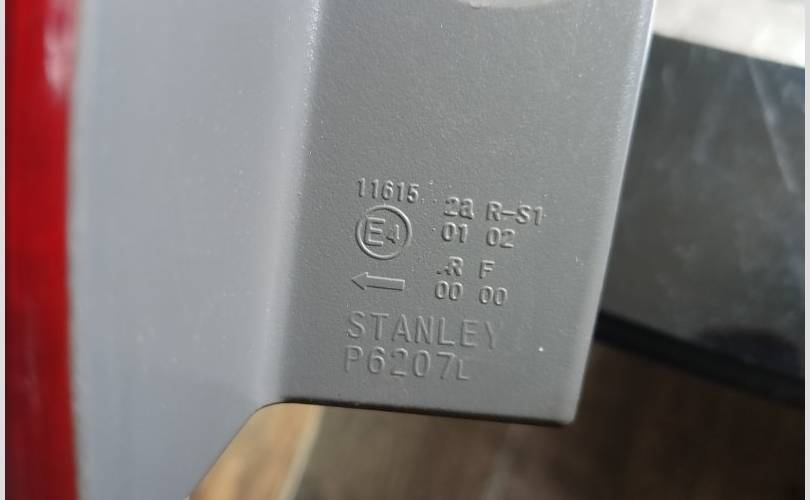 11615 2a R-S1
E4 01 02
.R F
← 00 00
STANLEY
P6207L